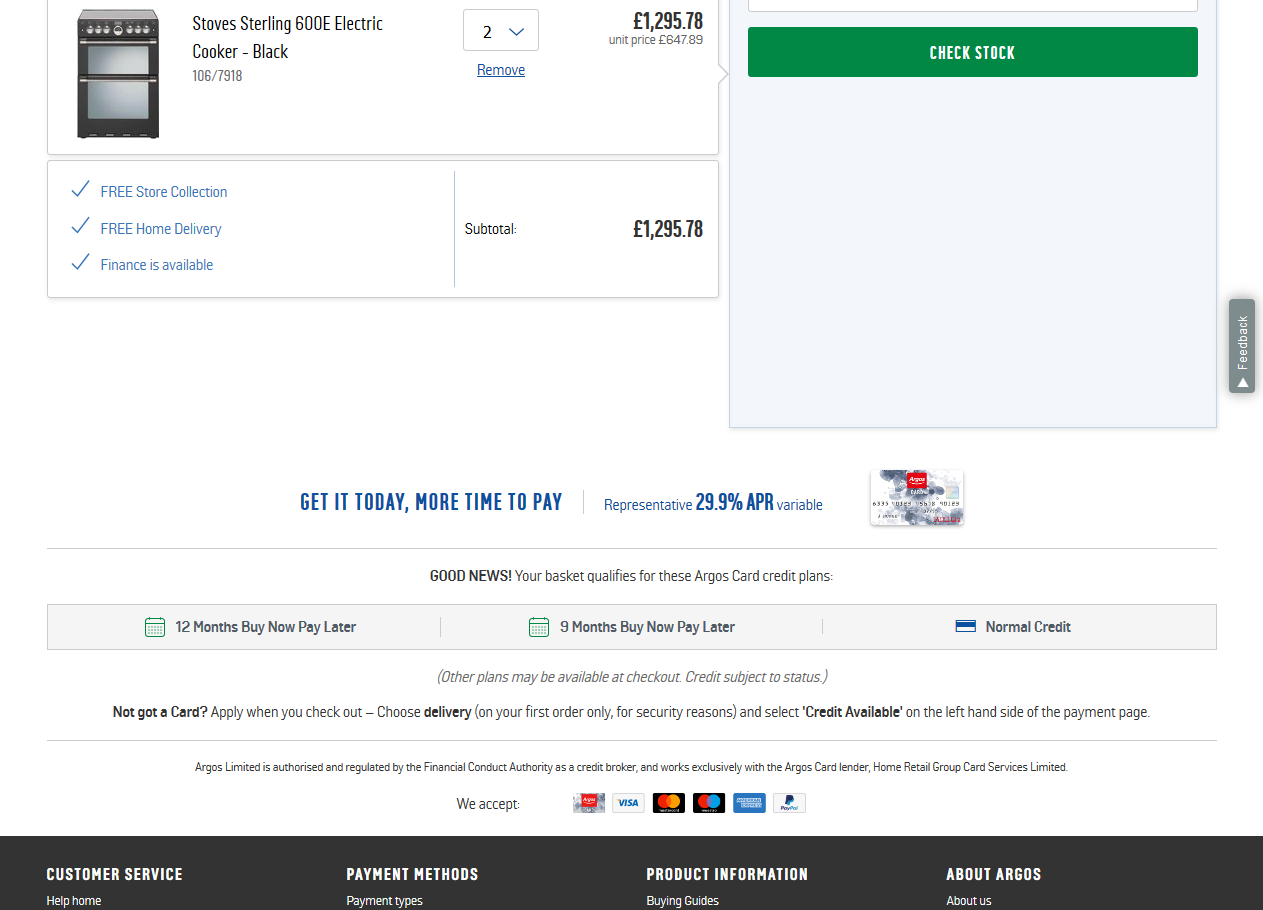 Stoves Sterling 600E Electric
Cooker - Black
106/7918
2
Remove
£1,295.78
unit price £647.89
CHECK STOCK
FREE Store Collection
FREE Home Delivery
Finance is available
Subtotal:
£1,295.78
Feedback
GET IT TODAY, MORE TIME TO PAY
Representative 29.9% APR variable
Argos
CARD
GOOD NEWS! Your basket qualifies for these Argos Card credit plans:
12 Months Buy Now Pay Later
9 Months Buy Now Pay Later
Normal Credit
(Other plans may be available at checkout. Credit subject to status.)
Not got a Card? Apply when you check out – Choose delivery (on your first order only, for security reasons) and select 'Credit Available' on the left hand side of the payment page.
Argos Limited is authorised and regulated by the Financial Conduct Authority as a credit broker, and works exclusively with the Argos Card lender, Home Retail Group Card Services Limited.
We accept:
Argos
VISA
mastercard
maestro
AMERICAN EXPRESS
PayPal
CUSTOMER SERVICE
PAYMENT METHODS
PRODUCT INFORMATION
ABOUT ARGOS
Help home
Payment types
Buying Guides
About us